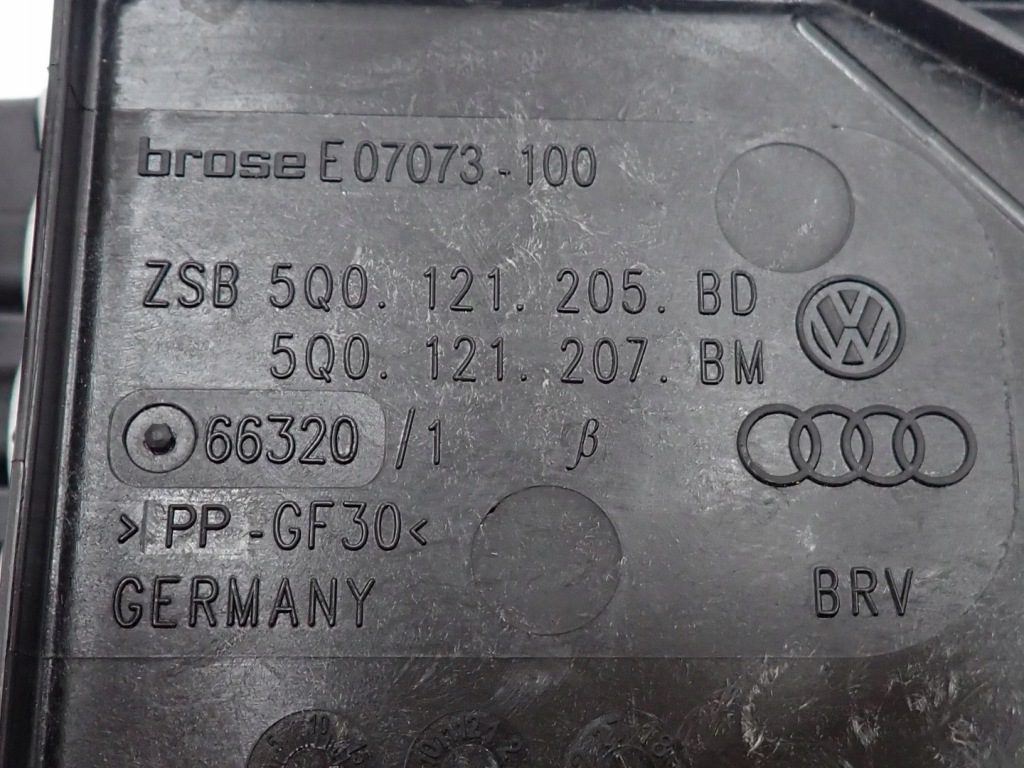 brose E 07073-100
ZSB 5Q0. 121. 205. BD
5Q0. 121. 207. BM
66320 /1 β
>PP-GF30<
GERMANY BRV